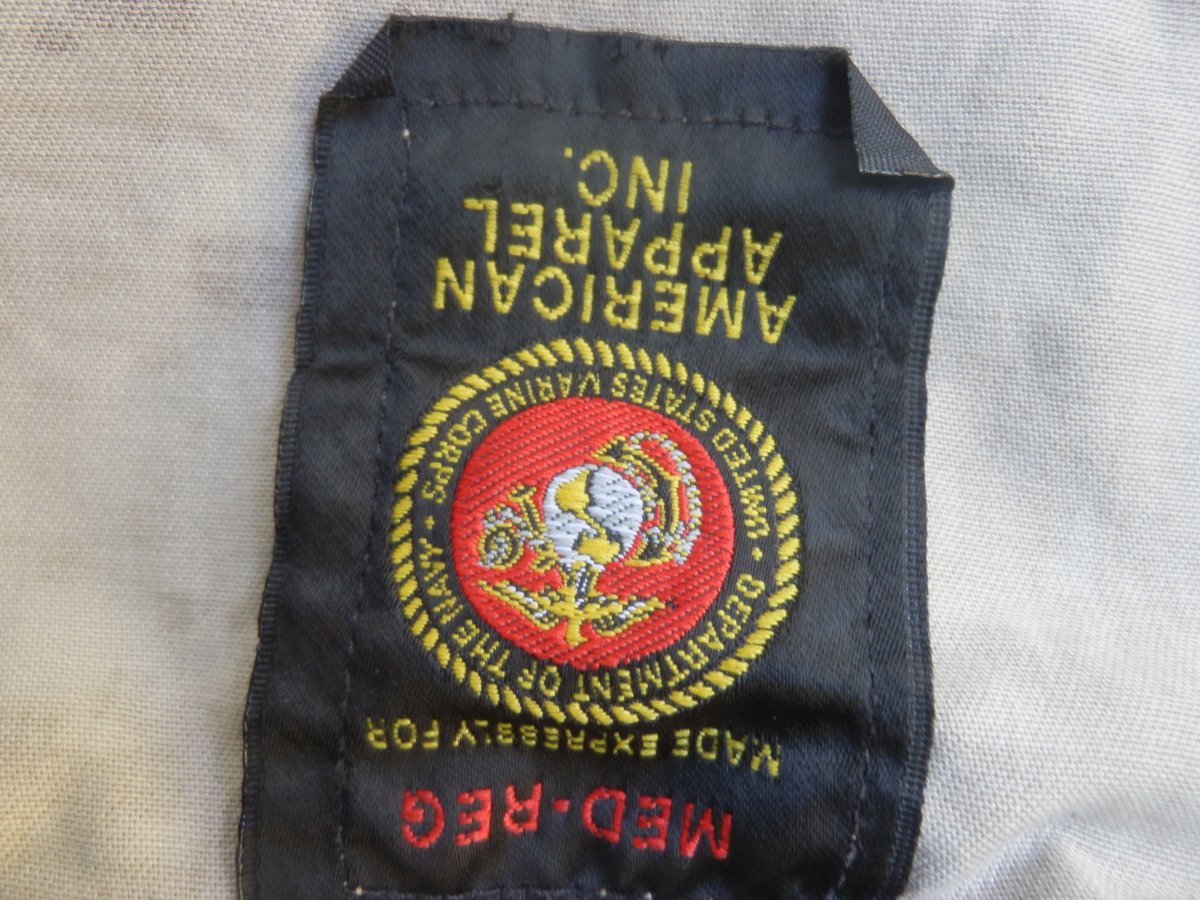 MED-REG
MADE EXPRESSLY FOR
DEPARTMENT OF THE NAVY
UNITED STATES MARINE CORPS
AMERICAN
APPAREL
INC.